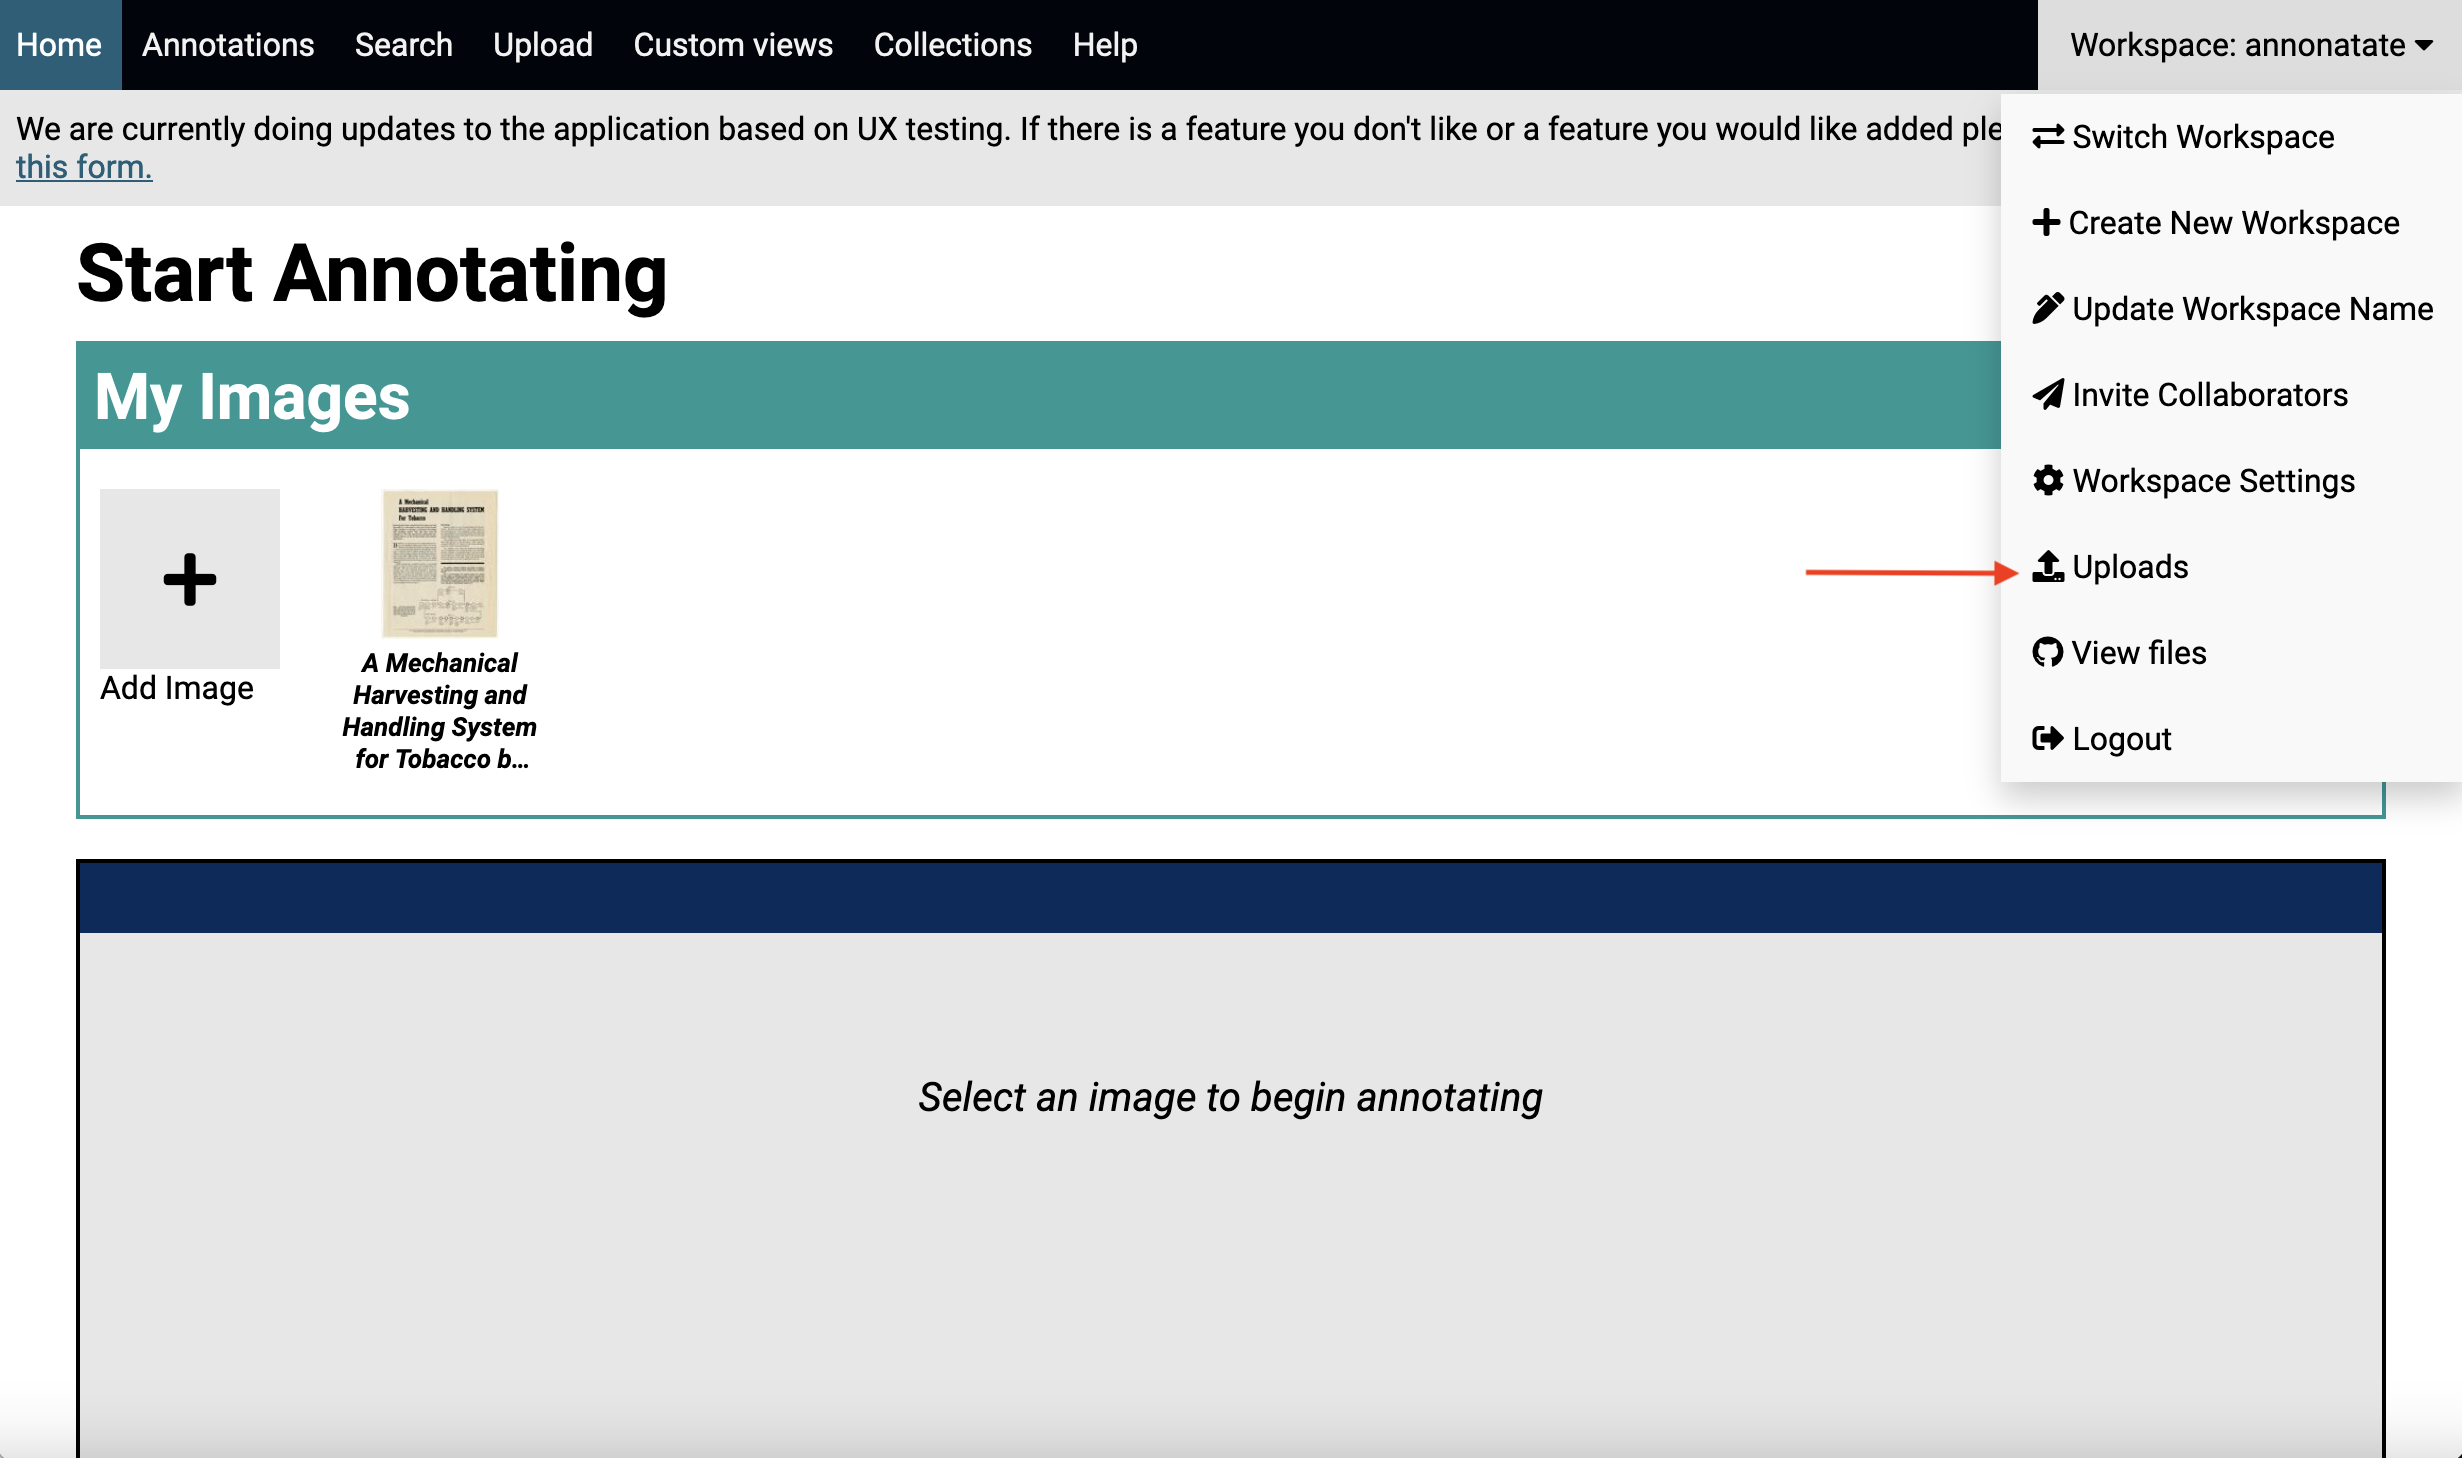 Home Annotations Search Upload Custom views Collections Help Workspace: annonatate
We are currently doing updates to the application based on UX testing. If there is a feature you don't like or a feature you would like added ple
this form.
Switch Workspace
Create New Workspace
Update Workspace Name
Invite Collaborators
Workspace Settings
Uploads
View files
Logout
Start Annotating
My Images
Add Image
A Mechanical
HARVESTING AND HANDLING SYSTEM
For Tobacco
A Mechanical
Harvesting and
Handling System
for Tobacco b...
Select an image to begin annotating